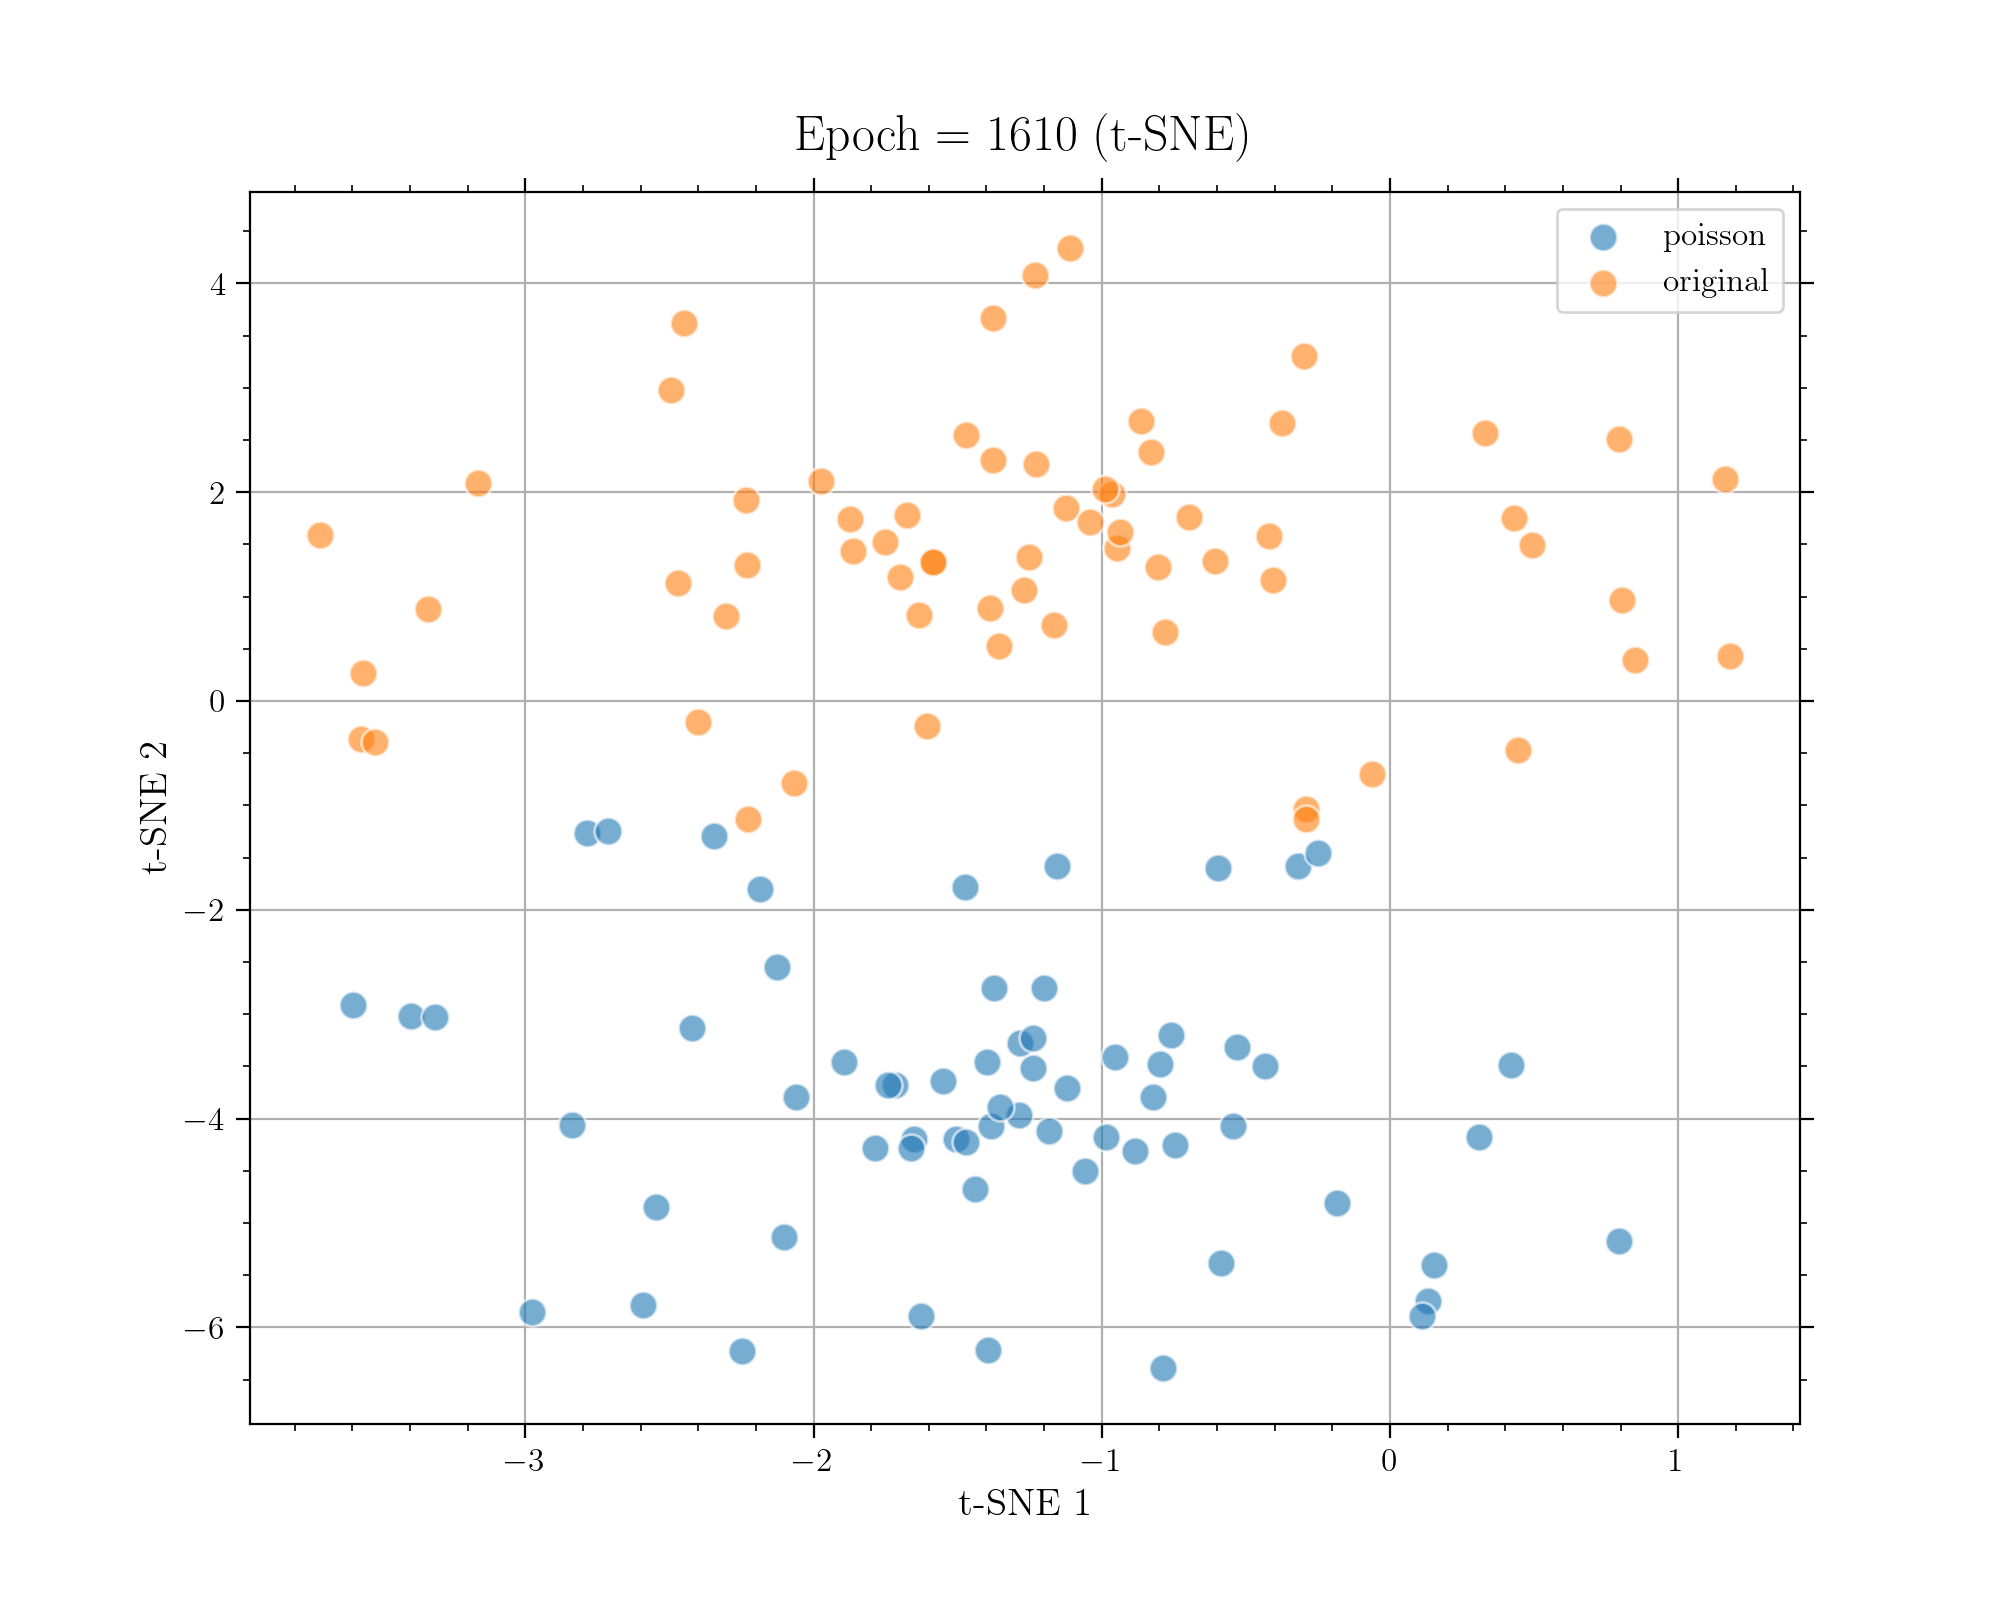 Epoch = 1610 (t-SNE)
poisson
original
4
2
0
−2
−4
−6
t-SNE 2
−3
−2
−1
0
1
t-SNE 1